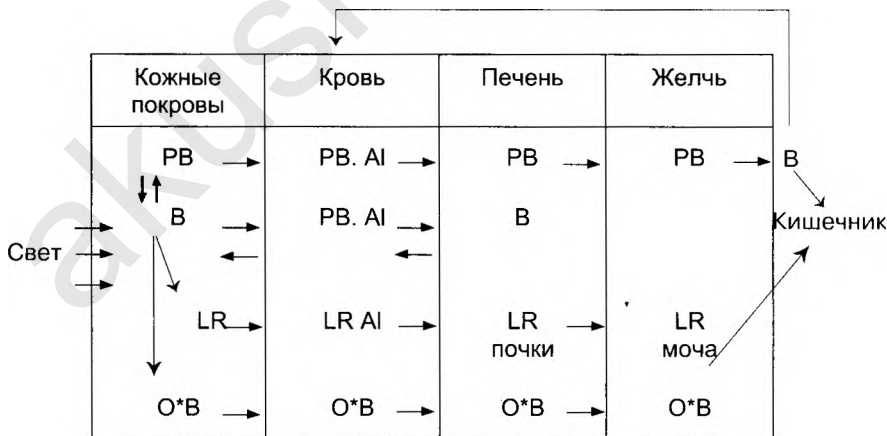 Кожные покровы Кровь Печень Желчь
PB PB. Al PB PB B
B PB. Al B
Кишечник
Свет
LR LR Al LR LR
почки моча
O*B O*B O*B O*B
akush